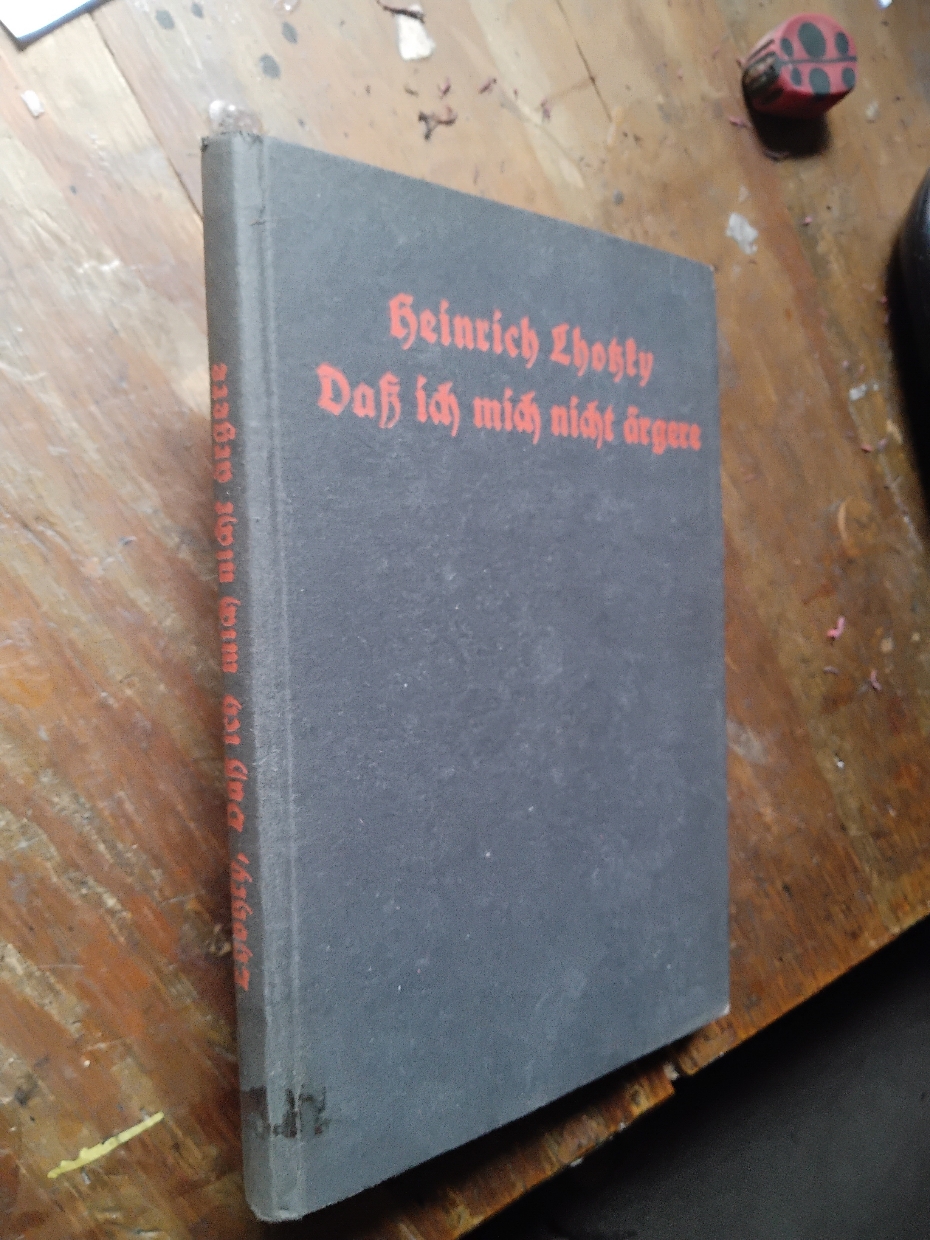 Heinrich Lhotzky
Daß ich mich nicht ärgere
Lhotzky, Daß ich mich nicht ärgere